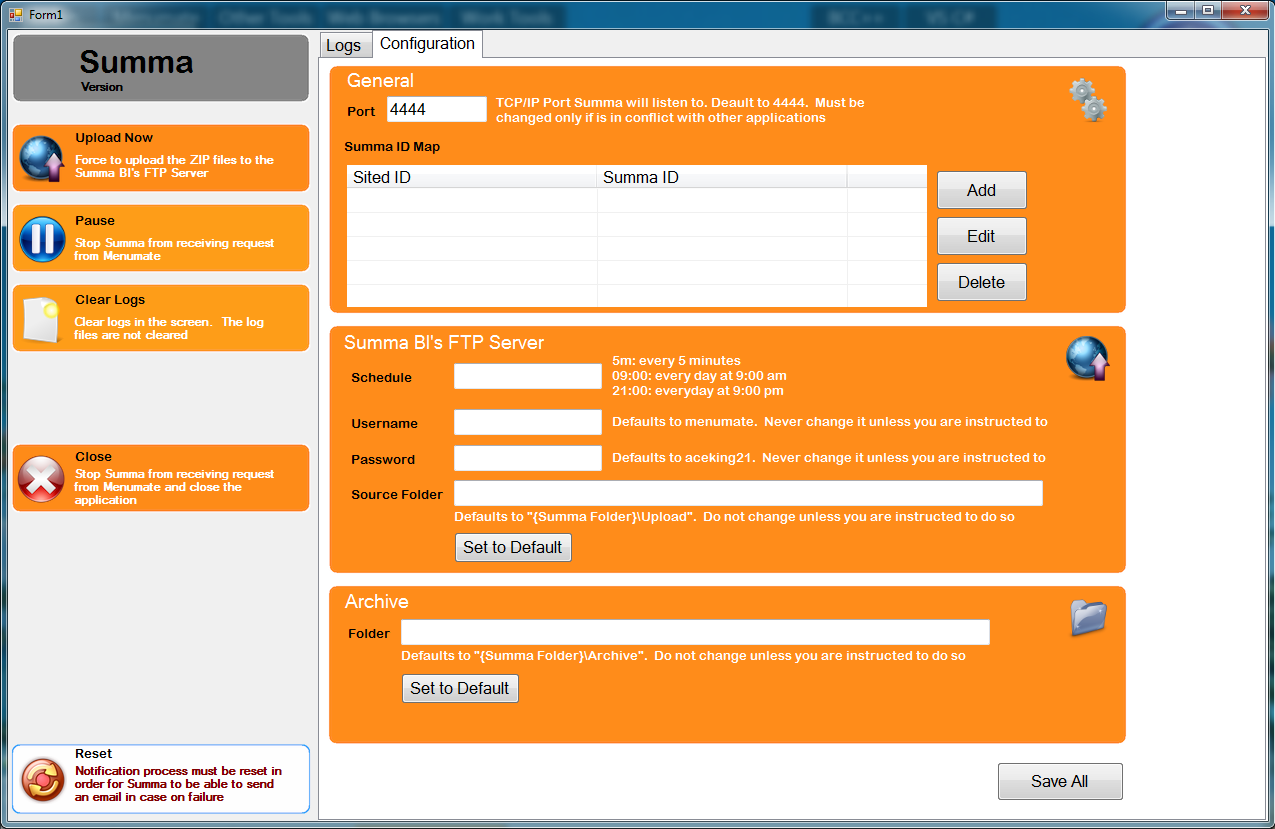 Form1
Other Tools
Web Browsers
Work Tools
BCC++
VS C#
Summa
Version
Upload Now
Force to upload the ZIP files to the
Summa BI's FTP Server
Pause
Stop Summa from receiving request
from Menumate
Clear Logs
Clear logs in the screen.  The log
files are not cleared
Close
Stop Summa from receiving request
from Menumate and close the
application
Reset
Notification process must be reset in
order for Summa to be able to send
an email in case on failure
Logs
Configuration
General
Port
4444
TCP/IP Port Summa will listen to. Deault to 4444.  Must be
changed only if is in conflict with other applications
Summa ID Map
Sited ID
Summa ID
Add
Edit
Delete
Summa BI's FTP Server
Schedule
5m: every 5 minutes
09:00: every day at 9:00 am
21:00: everyday at 9:00 pm
Username
Defaults to menumate.  Never change it unless you are instructed to
Password
Defaults to aceking21.  Never change it unless you are instructed to
Source Folder
Defaults to "{Summa Folder}\Upload".  Do not change unless you are instructed to do so
Set to Default
Archive
Folder
Defaults to "{Summa Folder}\Archive".  Do not change unless you are instructed to do so
Set to Default
Save All